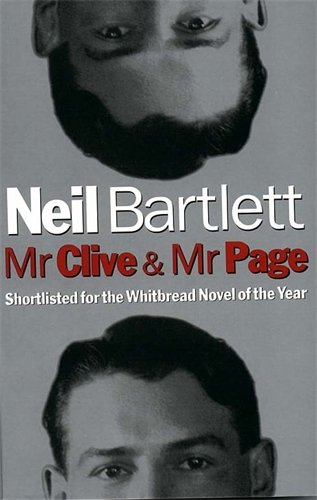 Neil Bartlett
Mr Clive & Mr Page
Shortlisted for the Whitbread Novel of the Year